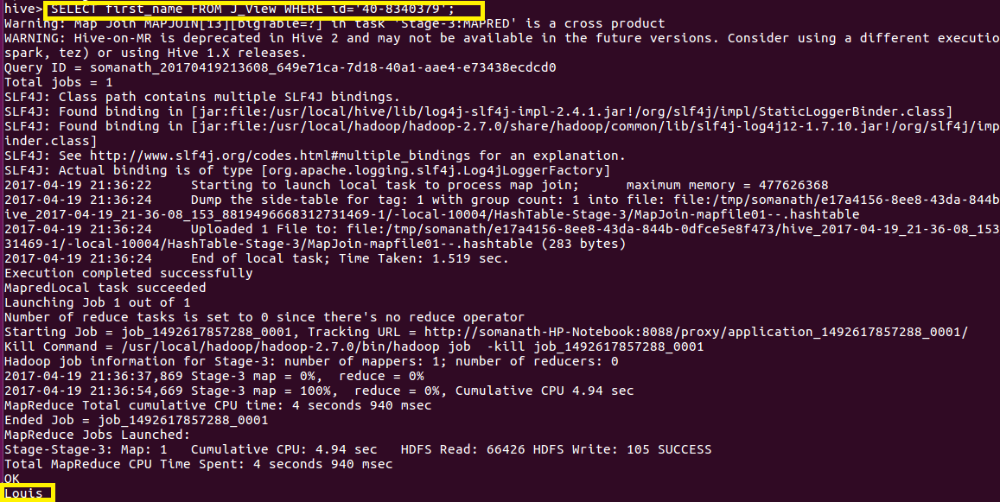 hive> SELECT first_name FROM J_View WHERE id='40-8340379';
Warning: Map Join MAPJOIN[13][bigTable=?] in task 'Stage-3:MAPRED' is a cross product
WARNING: Hive-on-MR is deprecated in Hive 2 and may not be available in the future versions. Consider using a different executio
spark, tez) or using Hive 1.X releases.
Query ID = somanath_20170419213608_649e71ca-7d18-40a1-aae4-e73438ecdcd0
Total jobs = 1
SLF4J: Class path contains multiple SLF4J bindings.
SLF4J: Found binding in [jar:file:/usr/local/hive/lib/log4j-slf4j-impl-2.4.1.jar!/org/slf4j/impl/StaticLoggerBinder.class]
SLF4J: Found binding in [jar:file:/usr/local/hadoop/hadoop-2.7.0/share/hadoop/common/lib/slf4j-log4j12-1.7.10.jar!/org/slf4j/imp
inder.class]
SLF4J: See http://www.slf4j.org/codes.html#multiple_bindings for an explanation.
SLF4J: Actual binding is of type [org.apache.logging.slf4j.Log4jLoggerFactory]
2017-04-19 21:36:22 Starting to launch local task to process map join; maximum memory = 477626368
2017-04-19 21:36:24 Dump the side-table for tag: 1 with group count: 1 into file: file:/tmp/somanath/e17a4156-8ee8-43da-844b
ive_2017-04-19_21-36-08_153_8819496668312731469-1/-local-10004/HashTable-Stage-3/MapJoin-mapfile01--.hashtable
2017-04-19 21:36:24 Uploaded 1 File to: file:/tmp/somanath/e17a4156-8ee8-43da-844b-0dfce5e8f473/hive_2017-04-19_21-36-08_153
31469-1/-local-10004/HashTable-Stage-3/MapJoin-mapfile01--.hashtable (283 bytes)
2017-04-19 21:36:24 End of local task; Time Taken: 1.519 sec.
Execution completed successfully
MapredLocal task succeeded
Launching Job 1 out of 1
Number of reduce tasks is set to 0 since there's no reduce operator
Starting Job = job_1492617857288_0001, Tracking URL = http://somanath-HP-Notebook:8088/proxy/application_1492617857288_0001/
Kill Command = /usr/local/hadoop/hadoop-2.7.0/bin/hadoop job -kill job_1492617857288_0001
Hadoop job information for Stage-3: number of mappers: 1; number of reducers: 0
2017-04-19 21:36:37,869 Stage-3 map = 0%, reduce = 0%
2017-04-19 21:36:54,669 Stage-3 map = 100%, reduce = 0%, Cumulative CPU 4.94 sec
MapReduce Total cumulative CPU time: 4 seconds 940 msec
Ended Job = job_1492617857288_0001
MapReduce Jobs Launched:
Stage-Stage-3: Map: 1 Cumulative CPU: 4.94 sec HDFS Read: 66426 HDFS Write: 105 SUCCESS
Total MapReduce CPU Time Spent: 4 seconds 940 msec
OK
Louis